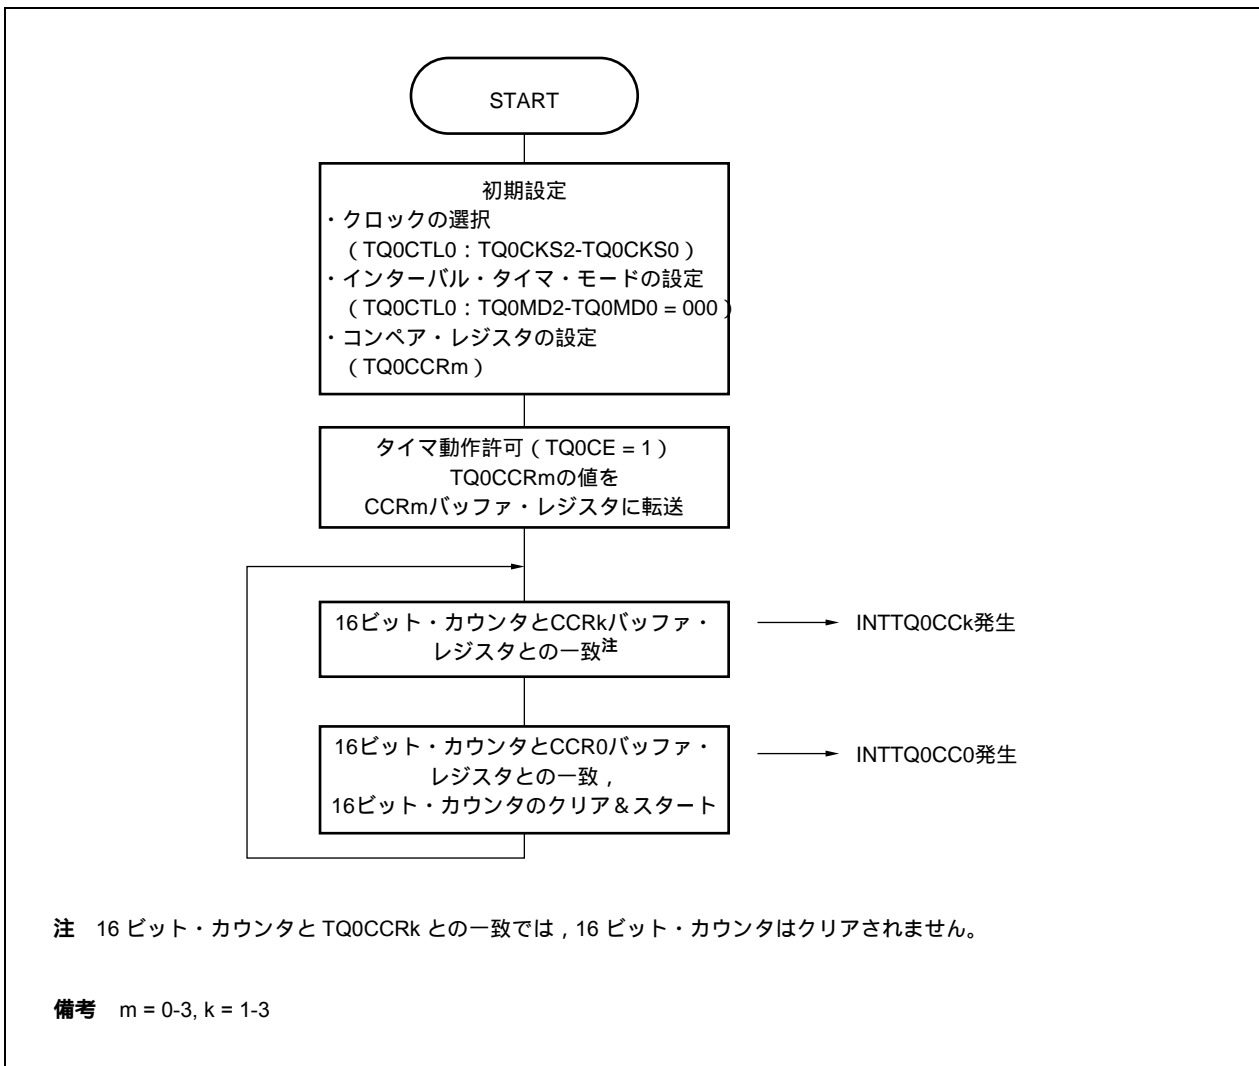 START
初期設定
・クロックの選択
（TQ0CTL0：TQ0CKS2-TQ0CKS0）
・インターバル・タイマ・モードの設定
（TQ0CTL0：TQ0MD2-TQ0MD0 = 000）
・コンペア・レジスタの設定
（TQ0CCRm）
タイマ動作許可（TQ0CE = 1）
TQ0CCRmの値を
CCRmバッファ・レジスタに転送
16ビット・カウンタとCCRkバッファ・
レジスタとの一致注
INTTQ0CCk発生
16ビット・カウンタとCCR0バッファ・
レジスタとの一致，
16ビット・カウンタのクリア＆スタート
INTTQ0CC0発生
注 16 ビット・カウンタと TQ0CCRk との一致では，16 ビット・カウンタはクリアされません。
備考 m = 0-3, k = 1-3